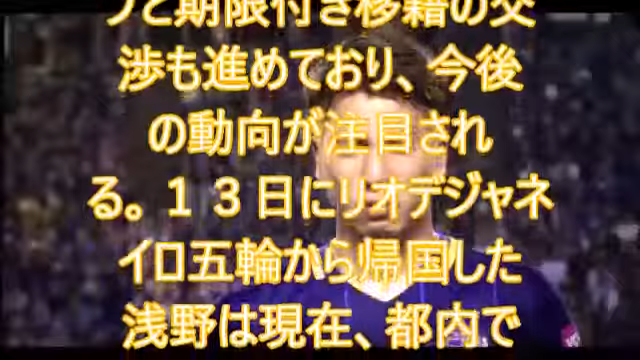 ブと期限付き移籍の交
渉も進めており、今後
の動向が注目され
る。１３日にリオデジャネ
イロ五輪から帰国した
浅野は現在、都内で